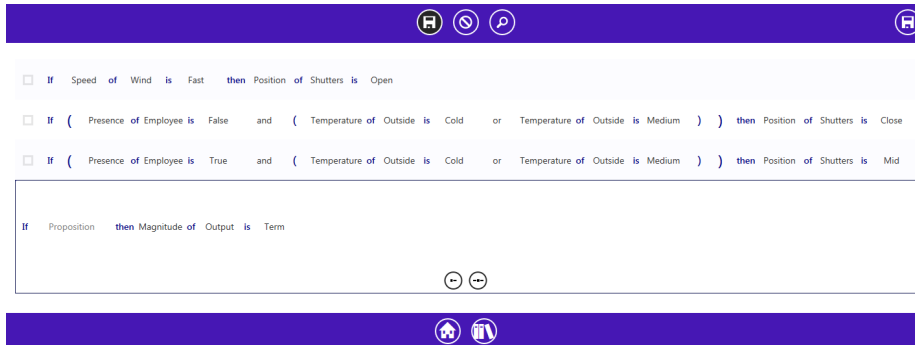 If Speed of Wind is Fast then Position of Shutters is Open
If ( Presence of Employee is False and ( Temperature of Outside is Cold or Temperature of Outside is Medium ) ) then Position of Shutters is Close
If ( Presence of Employee is True and ( Temperature of Outside is Cold or Temperature of Outside is Medium ) ) then Position of Shutters is Mid
If Proposition then Magnitude of Output is Term